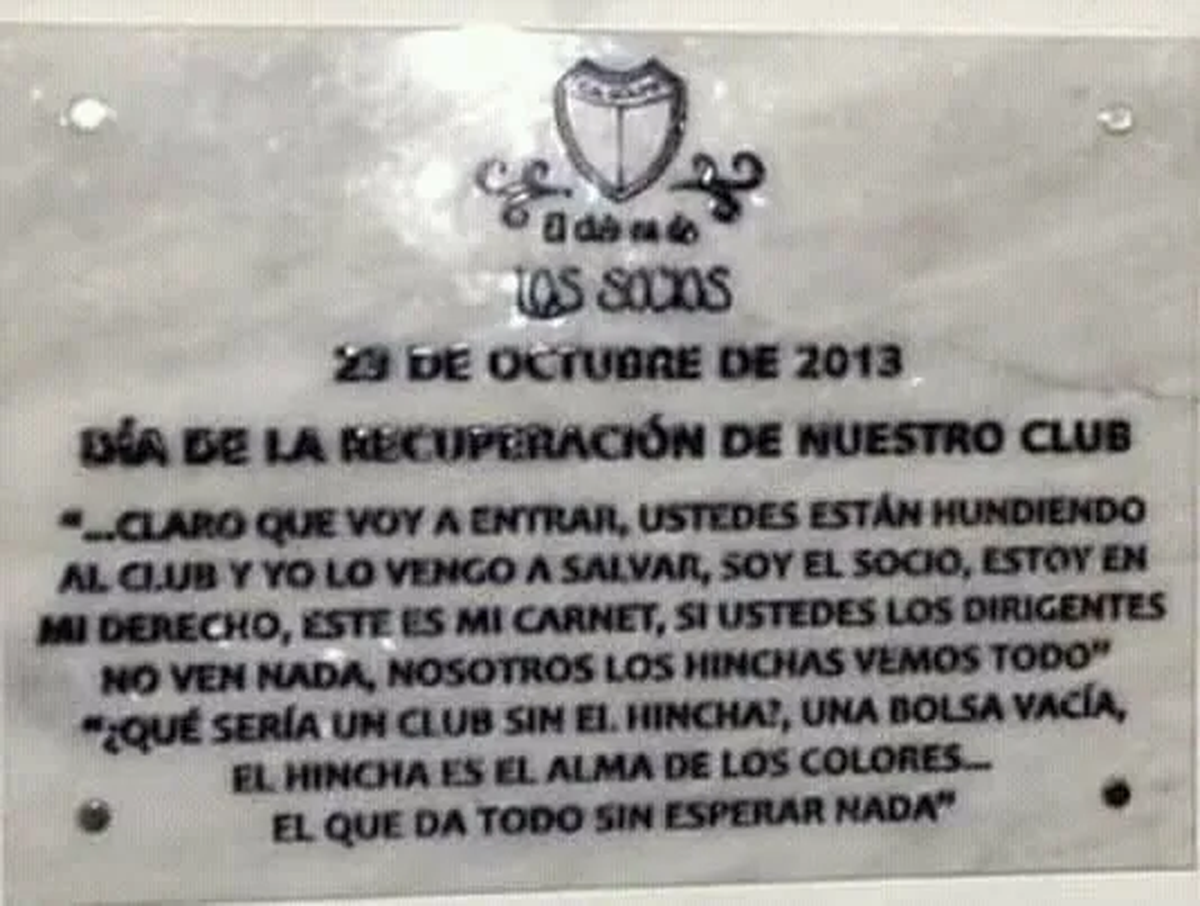 El club es de
LOS SOCIOS
29 DE OCTUBRE DE 2013
DÍA DE LA RECUPERACIÓN DE NUESTRO CLUB
“...CLARO QUE VOY A ENTRAR, USTEDES ESTÁN HUNDIENDO
AL CLUB Y YO LO VENGO A SALVAR, SOY EL SOCIO, ESTOY EN
MI DERECHO, ESTE ES MI CARNET, SI USTEDES LOS DIRIGENTES
NO VEN NADA, NOSOTROS LOS HINCHAS VEMOS TODO”
“¿QUÉ SERÍA UN CLUB SIN EL HINCHA?, UNA BOLSA VACÍA,
EL HINCHA ES EL ALMA DE LOS COLORES...
EL QUE DA TODO SIN ESPERAR NADA”